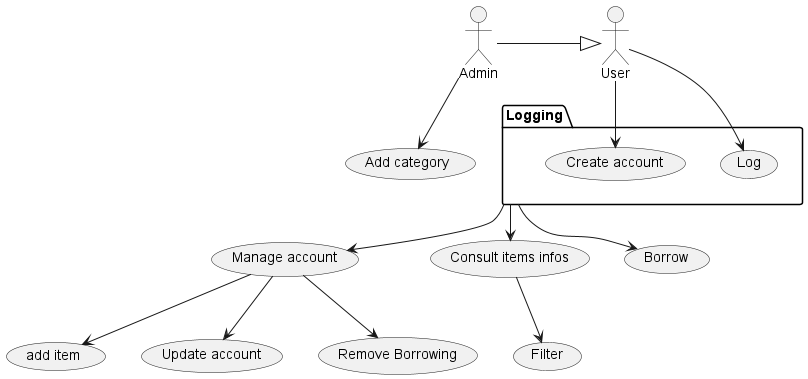 Admin
User
Logging
Add category
Create account
Log
Manage account
Consult items infos
Borrow
add item
Update account
Remove Borrowing
Filter